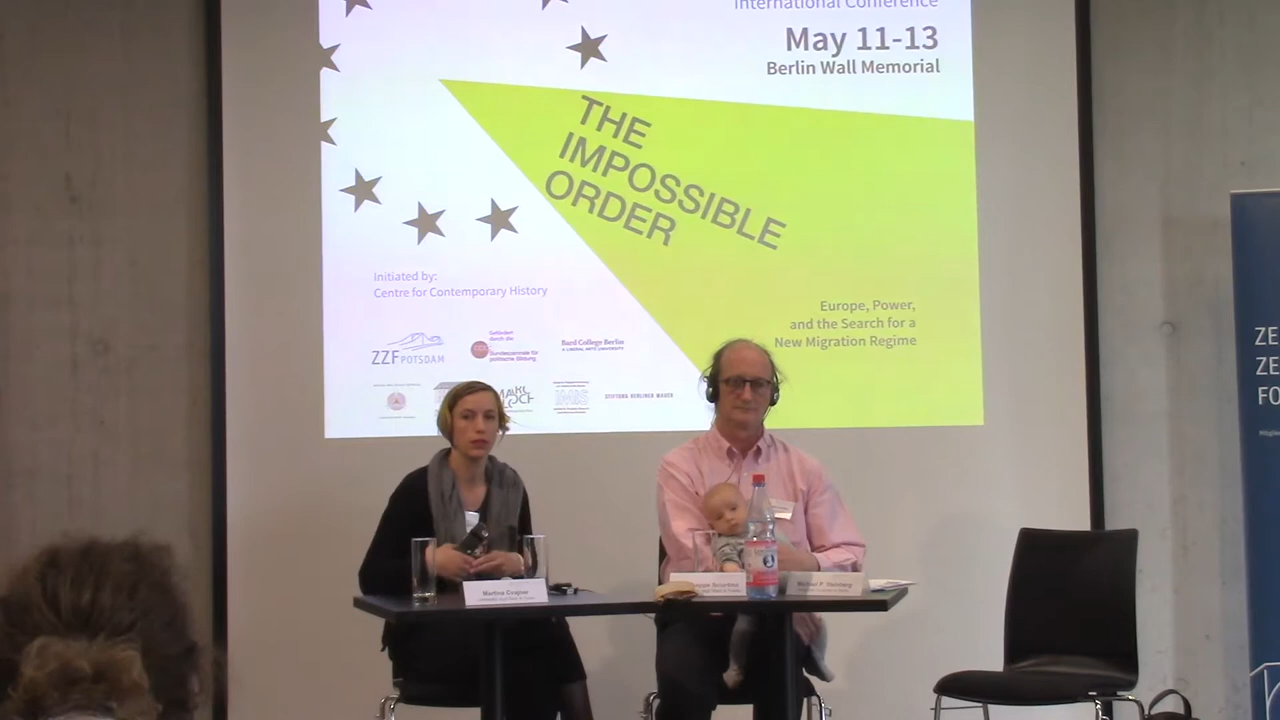 International Conference
May 11-13
Berlin Wall Memorial
THE
IMPOSSIBLE
ORDER
Initiated by:
Centre for Contemporary History
Europe, Power,
and the Search for a
New Migration Regime
ZZF POTSDAM
Gefördert
durch die
Bundeszentrale für
politische Bildung
Bard College Berlin
A LIBERAL ARTS UNIVERSITY
STIFTUNG BERLINER MAUER
ZE
ZE
FO
Michael P. Steinberg